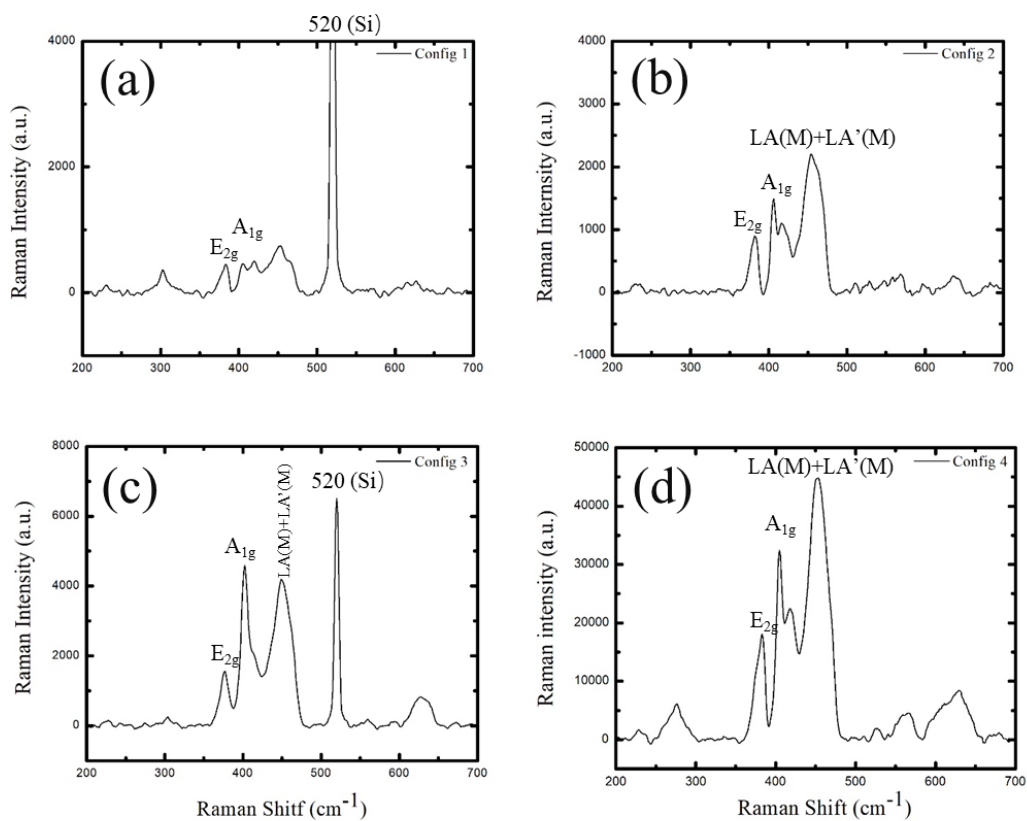 520 (Si)
4000
2000
0
200 300 400 500 600 700
Raman Intensity (a.u.)
(a)
Config 1
E2g
A1g
4000
3000
2000
1000
0
-1000
200 300 400 500 600 700
Raman Internsity (a.u.)
(b)
Config 2
LA(M)+LA’(M)
A1g
E2g
8000
6000
4000
2000
0
200 300 400 500 600 700
Raman Intensity (a.u.)
Raman Shitf (cm-1)
(c)
Config 3
520 (Si)
LA(M)+LA’(M)
A1g
E2g
50000
40000
30000
20000
10000
0
200 300 400 500 600 700
Raman intensity (a.u.)
Raman Shift (cm-1)
(d)
Config 4
LA(M)+LA’(M)
A1g
E2g